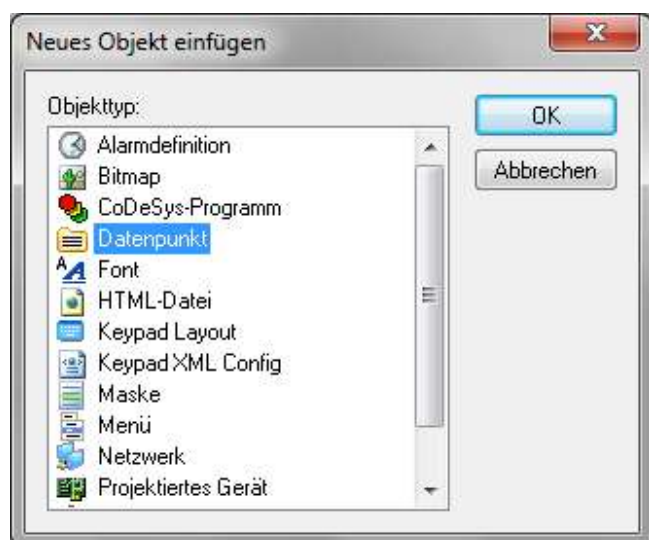 Neues Objekt einfügen
Objekttyp:
OK
Abbrechen
Alarmdefinition
Bitmap
CoDeSys-Programm
Datenpunkt
Font
HTML-Datei
Keypad Layout
Keypad XML Config
Maske
Menü
Netzwerk
Projektiertes Gerät